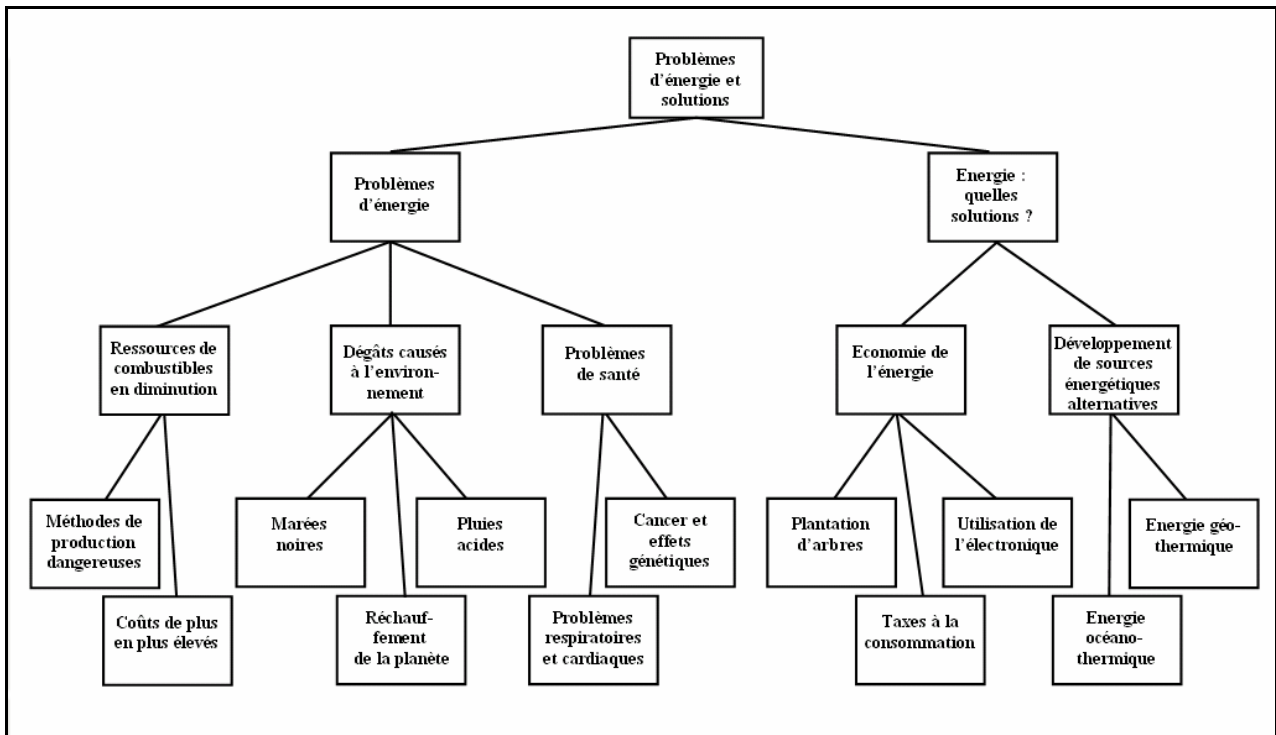 Problèmes
d'énergie et
solutions
Problèmes
d'énergie
Energie :
quelles
solutions ?
Ressources de
combustibles
en diminution
Dégâts causés
à l'environ-
nement
Problèmes
de santé
Economie de
l'énergie
Développement
de sources
énergétiques
alternatives
Méthodes de
production
dangereuses
Marées
noires
Pluies
acides
Cancer et
effets
génétiques
Plantation
d'arbres
Utilisation de
l'électronique
Energie géo-
thermique
Coûts de plus
en plus élevés
Réchauf-
fement
de la planète
Problèmes
respiratoires
et cardiaques
Taxes à la
consommation
Energie
océano-
thermique